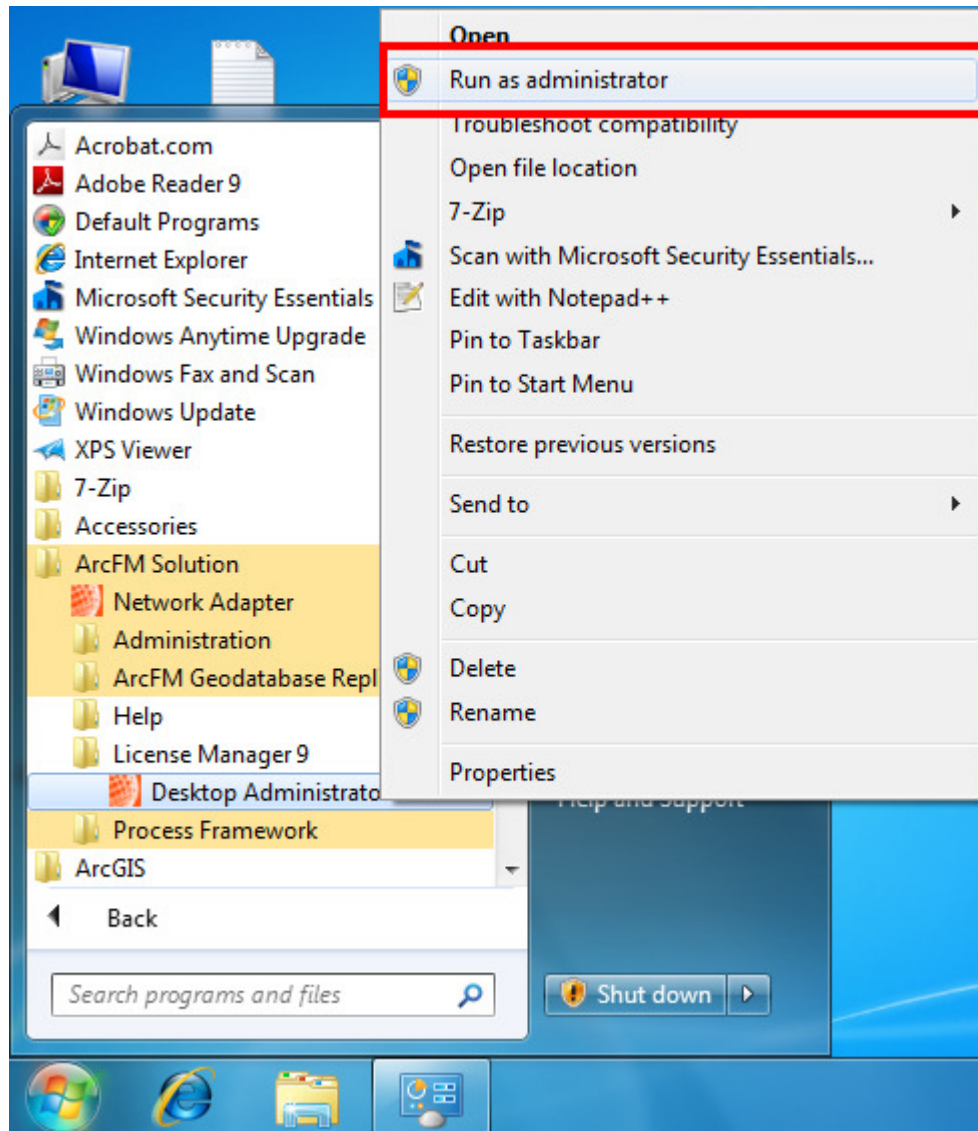 Open
Run as administrator
Troubleshoot compatibility
Open file location
7-Zip
Scan with Microsoft Security Essentials...
Edit with Notepad++
Pin to Taskbar
Pin to Start Menu
Restore previous versions
Send to
Cut
Copy
Delete
Rename
Properties
Acrobat.com
Adobe Reader 9
Default Programs
Internet Explorer
Microsoft Security Essentials
Windows Anytime Upgrade
Windows Fax and Scan
Windows Update
XPS Viewer
7-Zip
Accessories
ArcFM Solution
Network Adapter
Administration
ArcFM Geodatabase Repl
Help
License Manager 9
Desktop Administrato
Process Framework
ArcGIS
Back
Search programs and files
Help and Support
Shut down